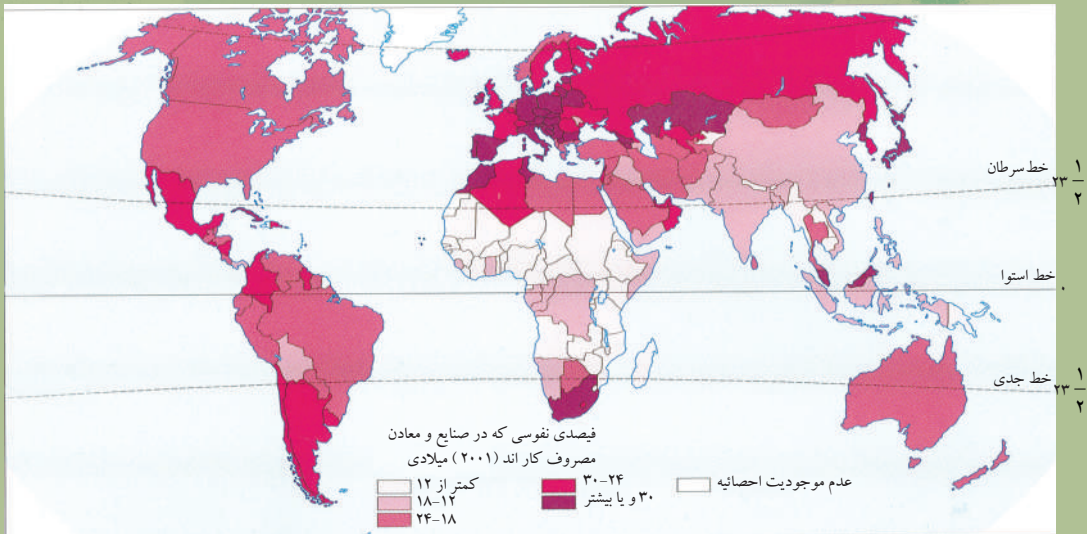 خط سرطان ۲۳ ۱/۲
خط استوا ۰
خط جدی ۲۳ ۱/۲
فیصدی نفوسی که در صنایع و معادن
مصروف کار اند (۲۰۰۱) میلادی
کمتر از ۱۲
۱۸-۱۲
۲۴-۱۸
۳۰-۲۴
۳۰ و یا بیشتر
عدم موجودیت احصائیه